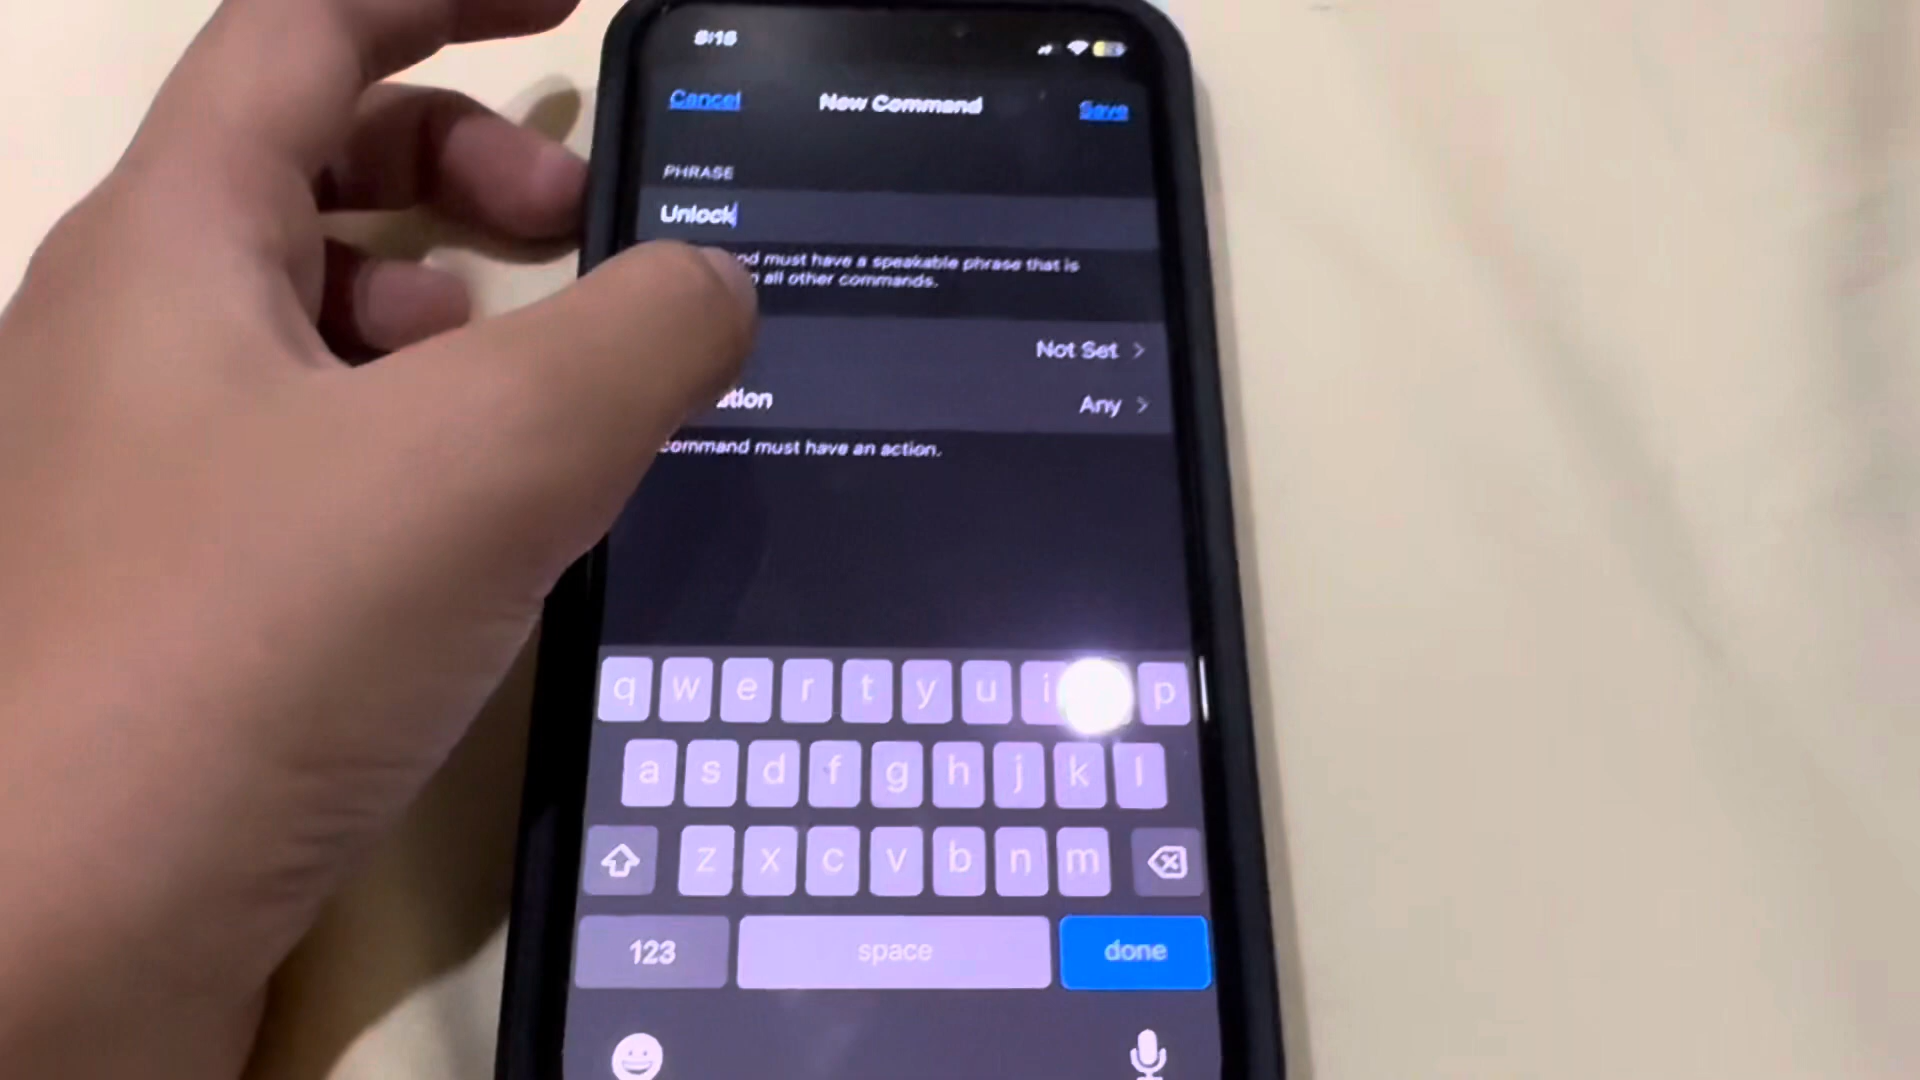 Cancel New Command Save
PHRASE
Unlock
must have a speakable phrase that is
all other commands.
Not Set
Any
command must have an action.
q w e r t y u i p
a s d f g h j k l
z x c v b n m
123 space done